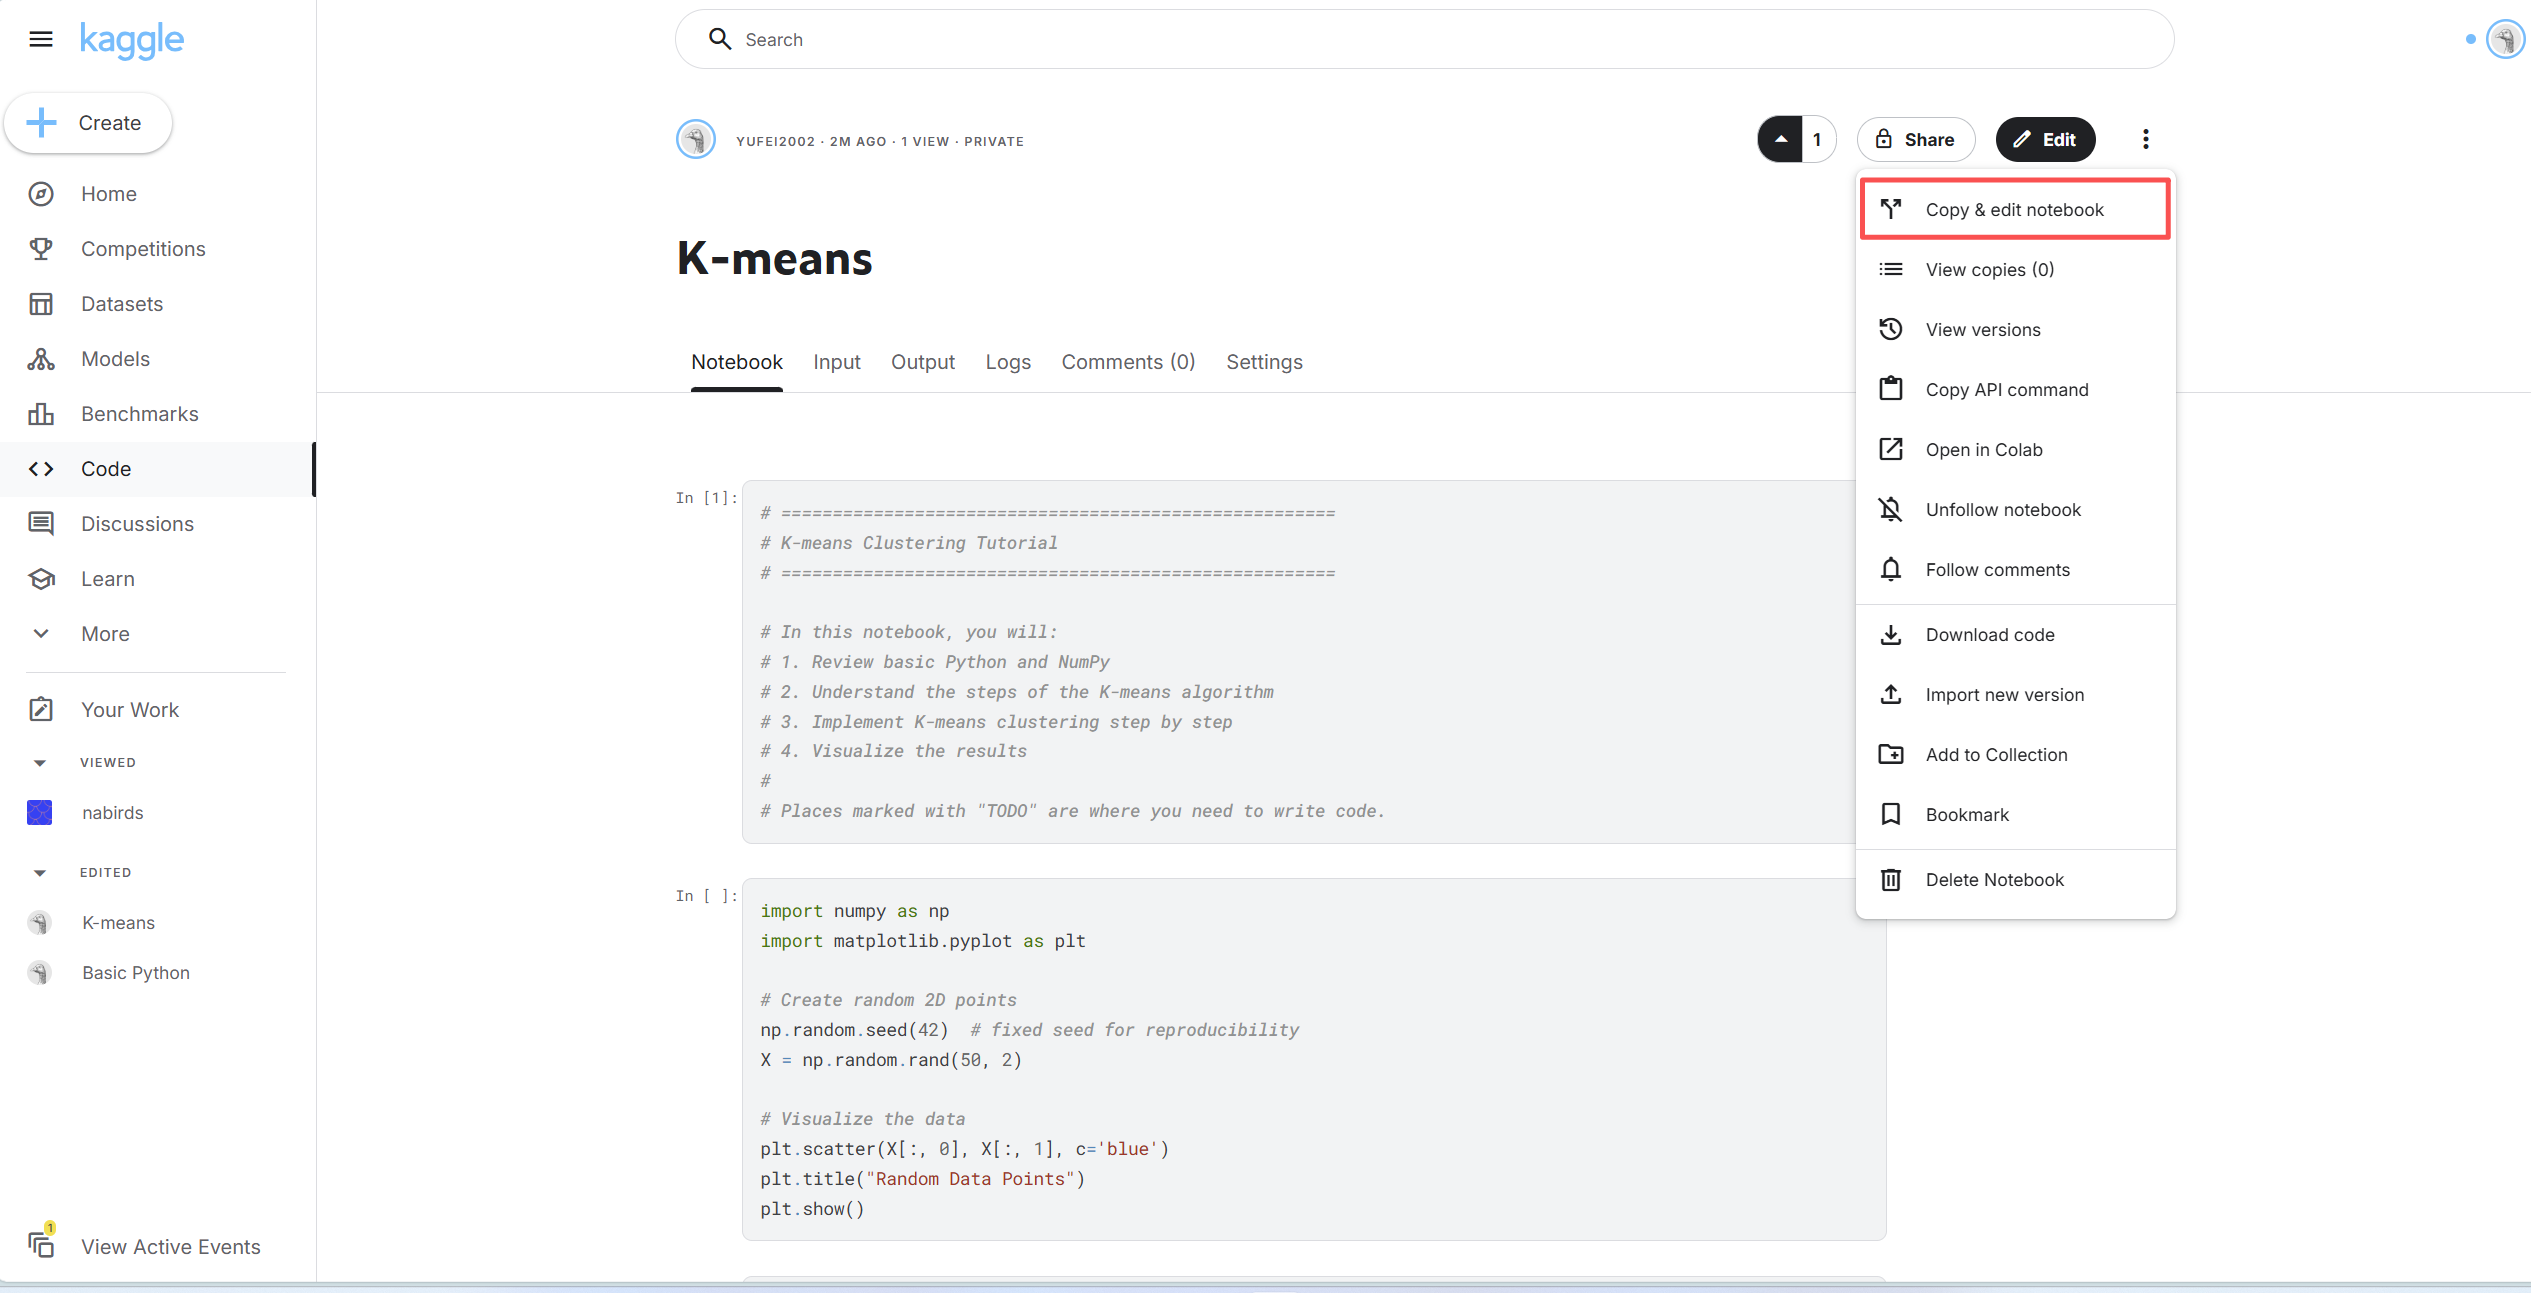 kaggle
Search
Create
Home
Competitions
Datasets
Models
Benchmarks
Code
Discussions
Learn
More
Your Work
VIEWED
nabirds
EDITED
K-means
Basic Python
1
View Active Events
YUFEI2002 · 2M AGO · 1 VIEW · PRIVATE
1
Share
Edit
K-means
Notebook Input Output Logs Comments (0) Settings
Copy & edit notebook
View copies (0)
View versions
Copy API command
Open in Colab
Unfollow notebook
Follow comments
Download code
Import new version
Add to Collection
Bookmark
Delete Notebook
In [1]:
# ======================================================
# K-means Clustering Tutorial
# ======================================================
# In this notebook, you will:
# 1. Review basic Python and NumPy
# 2. Understand the steps of the K-means algorithm
# 3. Implement K-means clustering step by step
# 4. Visualize the results
#
# Places marked with "TODO" are where you need to write code.
In [ ]:
import numpy as np
import matplotlib.pyplot as plt
# Create random 2D points
np.random.seed(42)  # fixed seed for reproducibility
X = np.random.rand(50, 2)
# Visualize the data
plt.scatter(X[:, 0], X[:, 1], c='blue')
plt.title("Random Data Points")
plt.show()